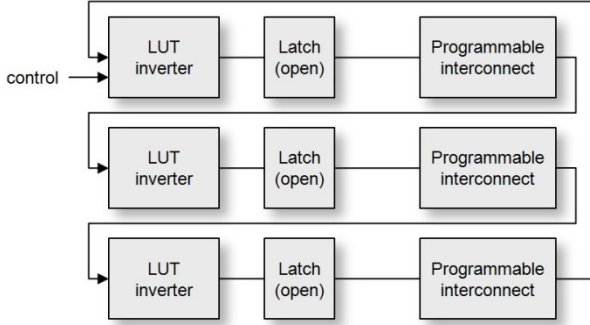 LUT
inverter
Latch
(open)
Programmable
interconnect
control
LUT
inverter
Latch
(open)
Programmable
interconnect
LUT
inverter
Latch
(open)
Programmable
interconnect